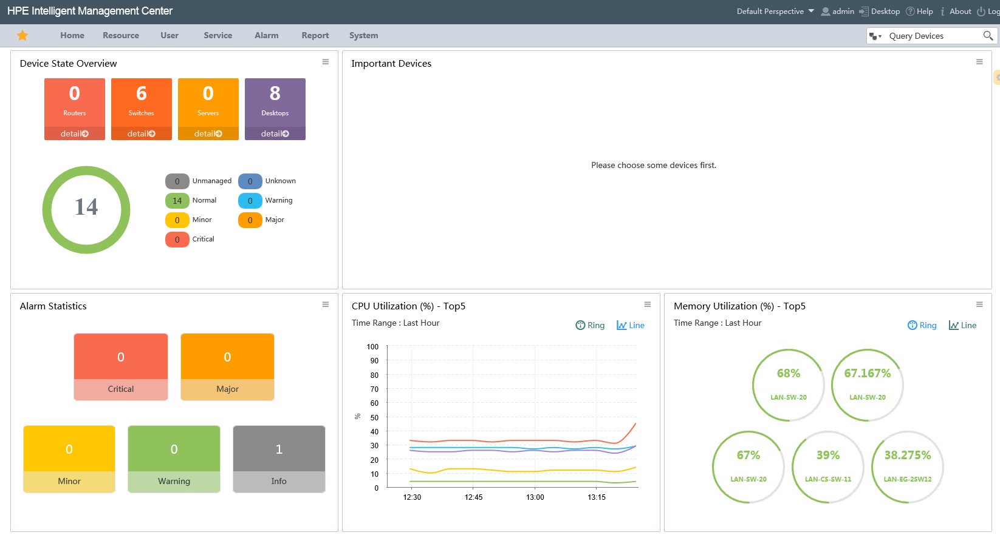 HPE Intelligent Management Center
Default Perspective admin Desktop Help About Log
Home Resource User Service Alarm Report System
Query Devices
Device State Overview
0 6 0 8
Routers Switches Servers Desktops
detail detail detail detail
14
0 Unmanaged 0 Unknown
14 Normal 0 Warning
0 Minor 0 Major
0 Critical
Important Devices
Please choose some devices first.
Alarm Statistics
0 0
Critical Major
0 0 1
Minor Warning Info
CPU Utilization (%) - Top5
Time Range : Last Hour
Ring Line
100
90
80
70
60
50
40
30
20
10
0
%
12:30 12:45 13:00 13:15
Memory Utilization (%) - Top5
Time Range : Last Hour
Ring Line
68% 67.167%
LAN-SW-20 LAN-SW-20
67% 39% 38.275%
LAN-SW-20 LAN-CS-SW-11 LAN-EG-2SW12